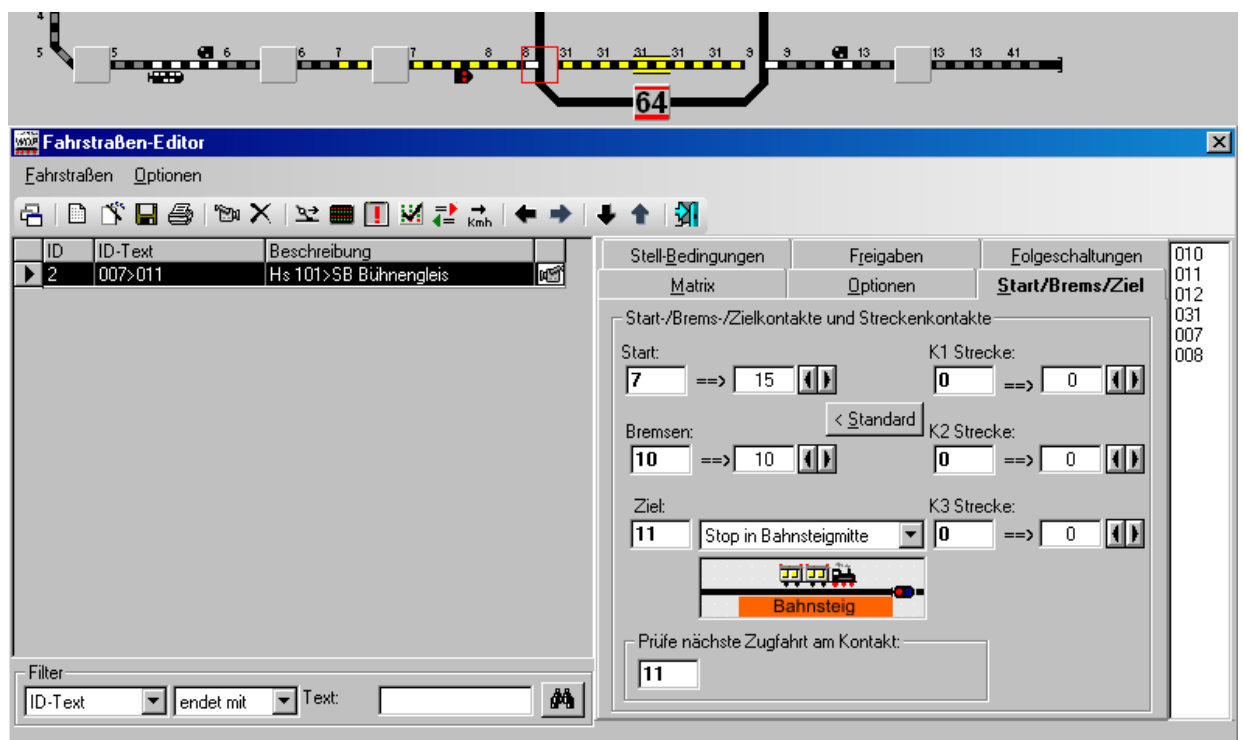 4
5 5 6 6 7 7 8 8 31 31 31 31 31 9 9 13 13 13 41
64
Fahrstraßen-Editor
Fahrstraßen Optionen
Kmh
ID ID-Text Beschreibung
2 007>011 Hs 101>SB Bühnengleis
Filter
ID-Text endet mit Text:
Stell-Bedingungen Freigaben Folgeschaltungen
Matrix Optionen Start/Brems/Ziel
Start-/Brems-/Zielkontakte und Streckenkontakte
Start: K1 Strecke:
7 ==> 15 0 ==> 0
< Standard
Bremsen: K2 Strecke:
10 ==> 10 0 ==> 0
Ziel: K3 Strecke:
11 Stop in Bahnsteigmitte 0 ==> 0
Bahnsteig
Prüfe nächste Zugfahrt am Kontakt:
11
010
011
012
031
007
008